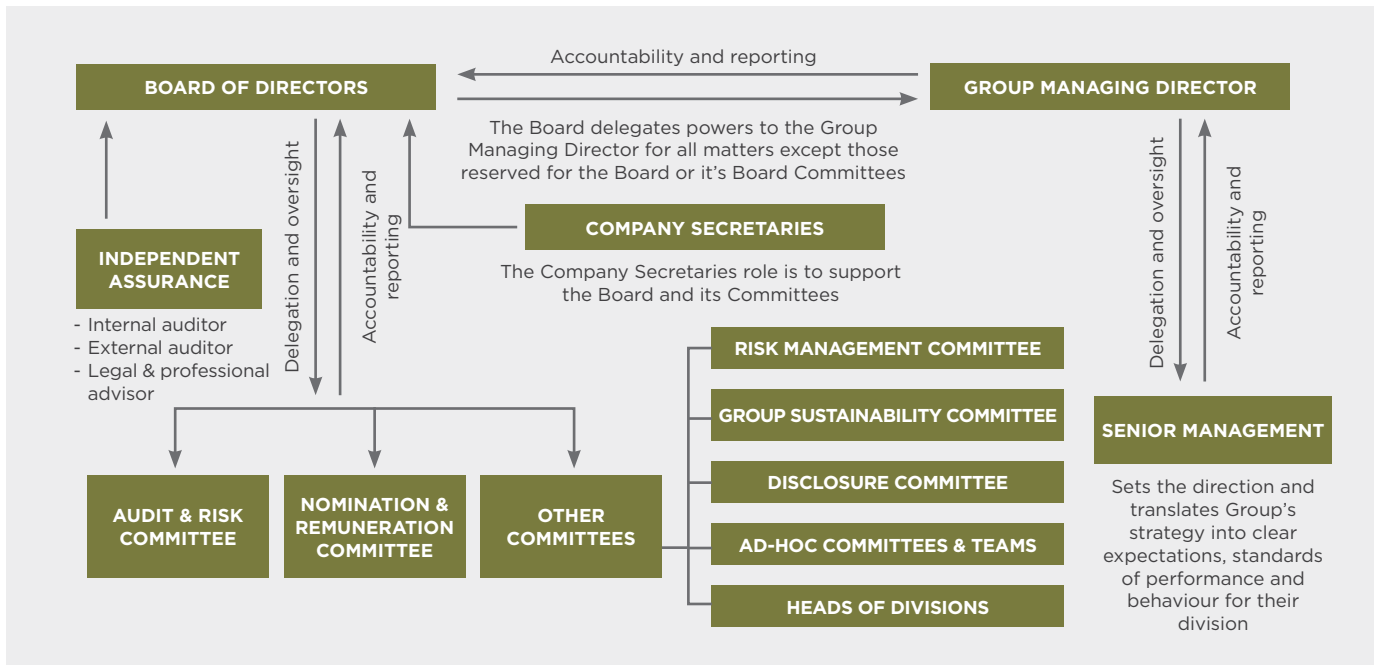 Accountability and reporting
BOARD OF DIRECTORS
GROUP MANAGING DIRECTOR
The Board delegates powers to the Group
Managing Director for all matters except those
reserved for the Board or it's Board Committees
Delegation and oversight
Accountability and
reporting
COMPANY SECRETARIES
The Company Secretaries role is to support
the Board and its Committees
INDEPENDENT
ASSURANCE
- Internal auditor
- External auditor
- Legal & professional
advisor
Delegation and oversight
Accountability and
reporting
AUDIT & RISK
COMMITTEE
NOMINATION &
REMUNERATION
COMMITTEE
OTHER
COMMITTEES
RISK MANAGEMENT COMMITTEE
GROUP SUSTAINABILITY COMMITTEE
DISCLOSURE COMMITTEE
AD-HOC COMMITTEES & TEAMS
HEADS OF DIVISIONS
SENIOR MANAGEMENT
Sets the direction and
translates Group's
strategy into clear
expectations, standards
of performance and
behaviour for their
division